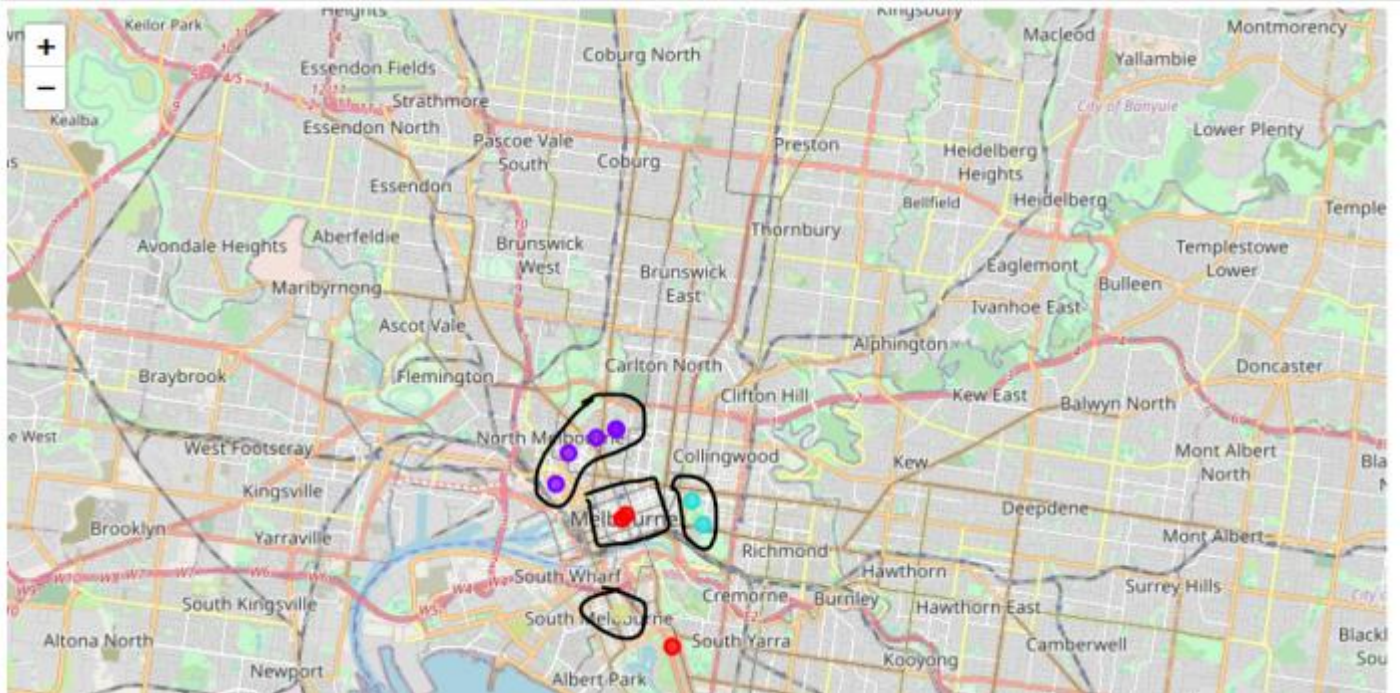 Heights
Kingsbury
+
Keilor Park
Macleod
Montmorency
Coburg North
Yallambie
Essendon Fields
Strathmore
City of Banyule
Kealba
Essendon North
Lower Plenty
Pascoe Vale
South
Coburg
Preston
Heidelberg
Heights
Essendon
Bellfield
Heidelberg
Temple
Avondale Heights
Aberfeldie
Thornbury
Brunswick
West
Templestowe
Lower
Maribyrnong
Brunswick
East
Eaglemont
Bulleen
Ivanhoe East
Ascot Vale
Alphington
Carlton North
Doncaster
Braybrook
Flemington
Clifton Hill
Kew East
Balwyn North
e West
West Footscray
North Melbourne
Collingwood
Kew
Mont Albert
North
Kingsville
Deepdene
Melbourne
Brooklyn
Yarraville
Richmond
Mont Albert
Hawthorn
South Wharf
Surrey Hills
Cremorne
Burnley
Hawthorn East
South Kingsville
South Melbourne
Altona North
South Yarra
Camberwell
Kooyong
Newport
Albert Park